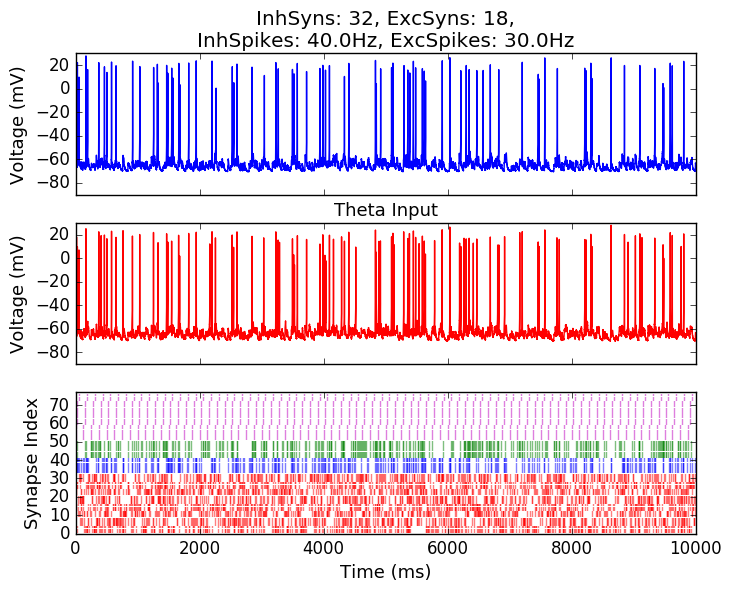 InhSyns: 32, ExcSyns: 18,
InhSpikes: 40.0Hz, ExcSpikes: 30.0Hz
Voltage (mV)
20
0
−20
−40
−60
−80
Theta Input
Voltage (mV)
20
0
−20
−40
−60
−80
Synapse Index
70
60
50
40
30
20
10
0
0 2000 4000 6000 8000 10000
Time (ms)